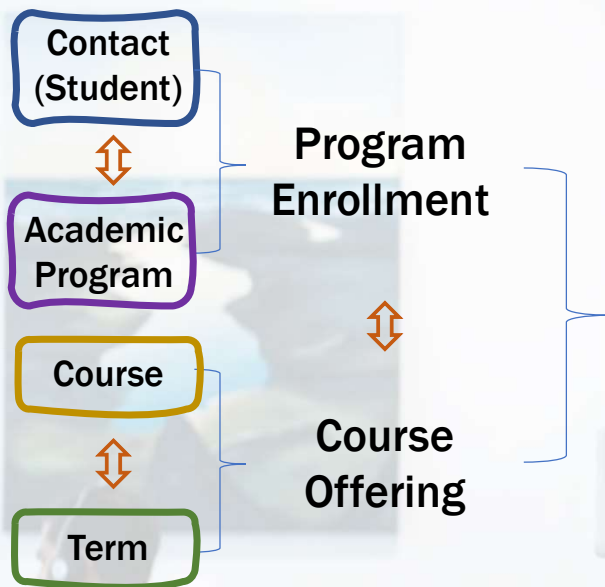 Contact
(Student)
Academic
Program
Course
Term
Program
Enrollment
Course
Offering